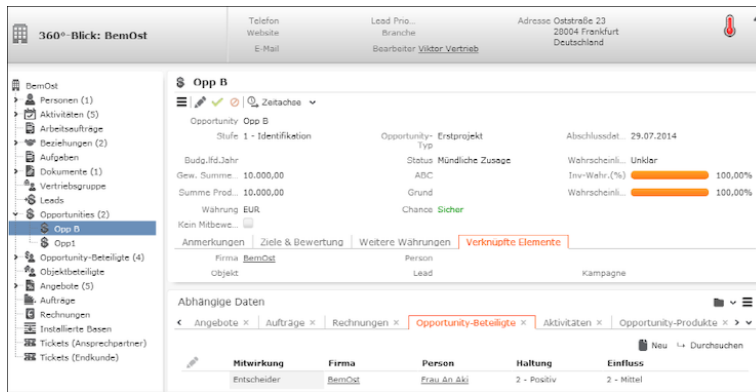 360°-Blick: BemOst
Telefon
Website
E-Mail
Lead Pno...
Branche
Bearbeiter Viktor Vertrieb
Adresse Oststraße 23
28004 Frankfurt
Deutschland
BemOst
Personen (1)
Aktivitäten (5)
Arbeitsaufträge
Beziehungen (2)
Aufgaben
Dokumente (1)
Vertriebsgruppe
Leads
Opportunities (2)
Opp B
Opp1
Opportunity-Beteiligte (4)
Objektbeteiligte
Angebote (5)
Aufträge
Rechnungen
Installierte Basen
Tickets (Ansprechpartner)
Tickets (Endkunde)
Opp B
Zeitachse
Opportunity Opp B
Stufe 1 - Identifikation
Opportunity-Typ Erstprojekt
Abschlussdat... 29.07.2014
Budg.lfd.Jahr
Status Mündliche Zusage
Wahrscheinli... Unklar
Gew. Summe... 10.000,00
ABC
Inv-Wahr.(%) 100,00%
Summe Prod... 10.000,00
Grund
Wahrscheinli... 100,00%
Währung EUR
Chance Sicher
Kein Mitbewe...
Anmerkungen Ziele & Bewertung Weitere Währungen Verknüpfte Elemente
Firma BemOst
Person
Objekt
Lead
Kampagne
Abhängige Daten
Angebote × Aufträge × Rechnungen × Opportunity-Beteiligte × Aktivitäten × Opportunity-Produkte ×
Neu Durchsuchen
Mitwirkung Firma Person Haltung Einfluss
Entscheider BemOst Frau An Aki 2 - Positiv 2 - Mittel